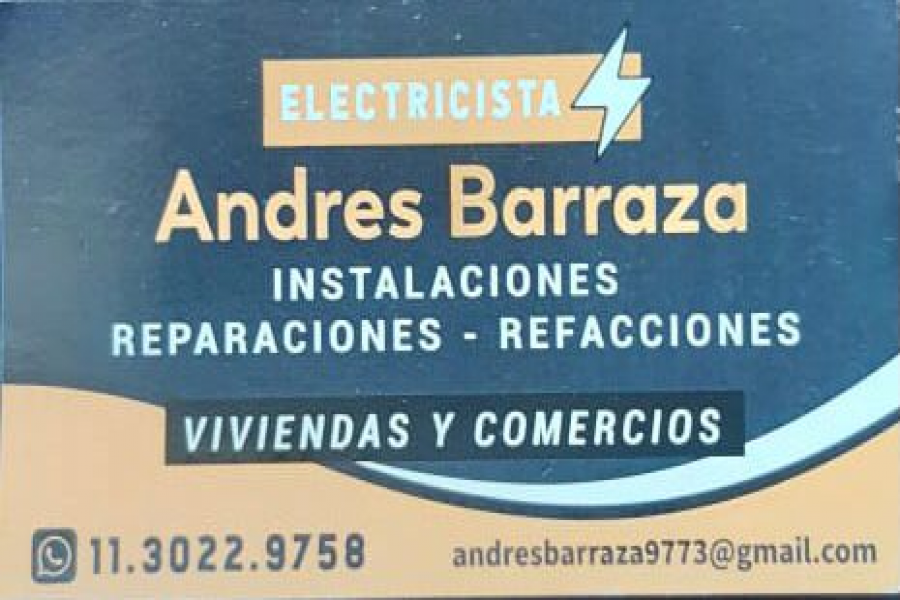 ELECTRICISTA
Andres Barraza
INSTALACIONES
REPARACIONES - REFACCIONES
VIVIENDAS Y COMERCIOS
11.3022.9758
andresbarraza9773@gmail.com